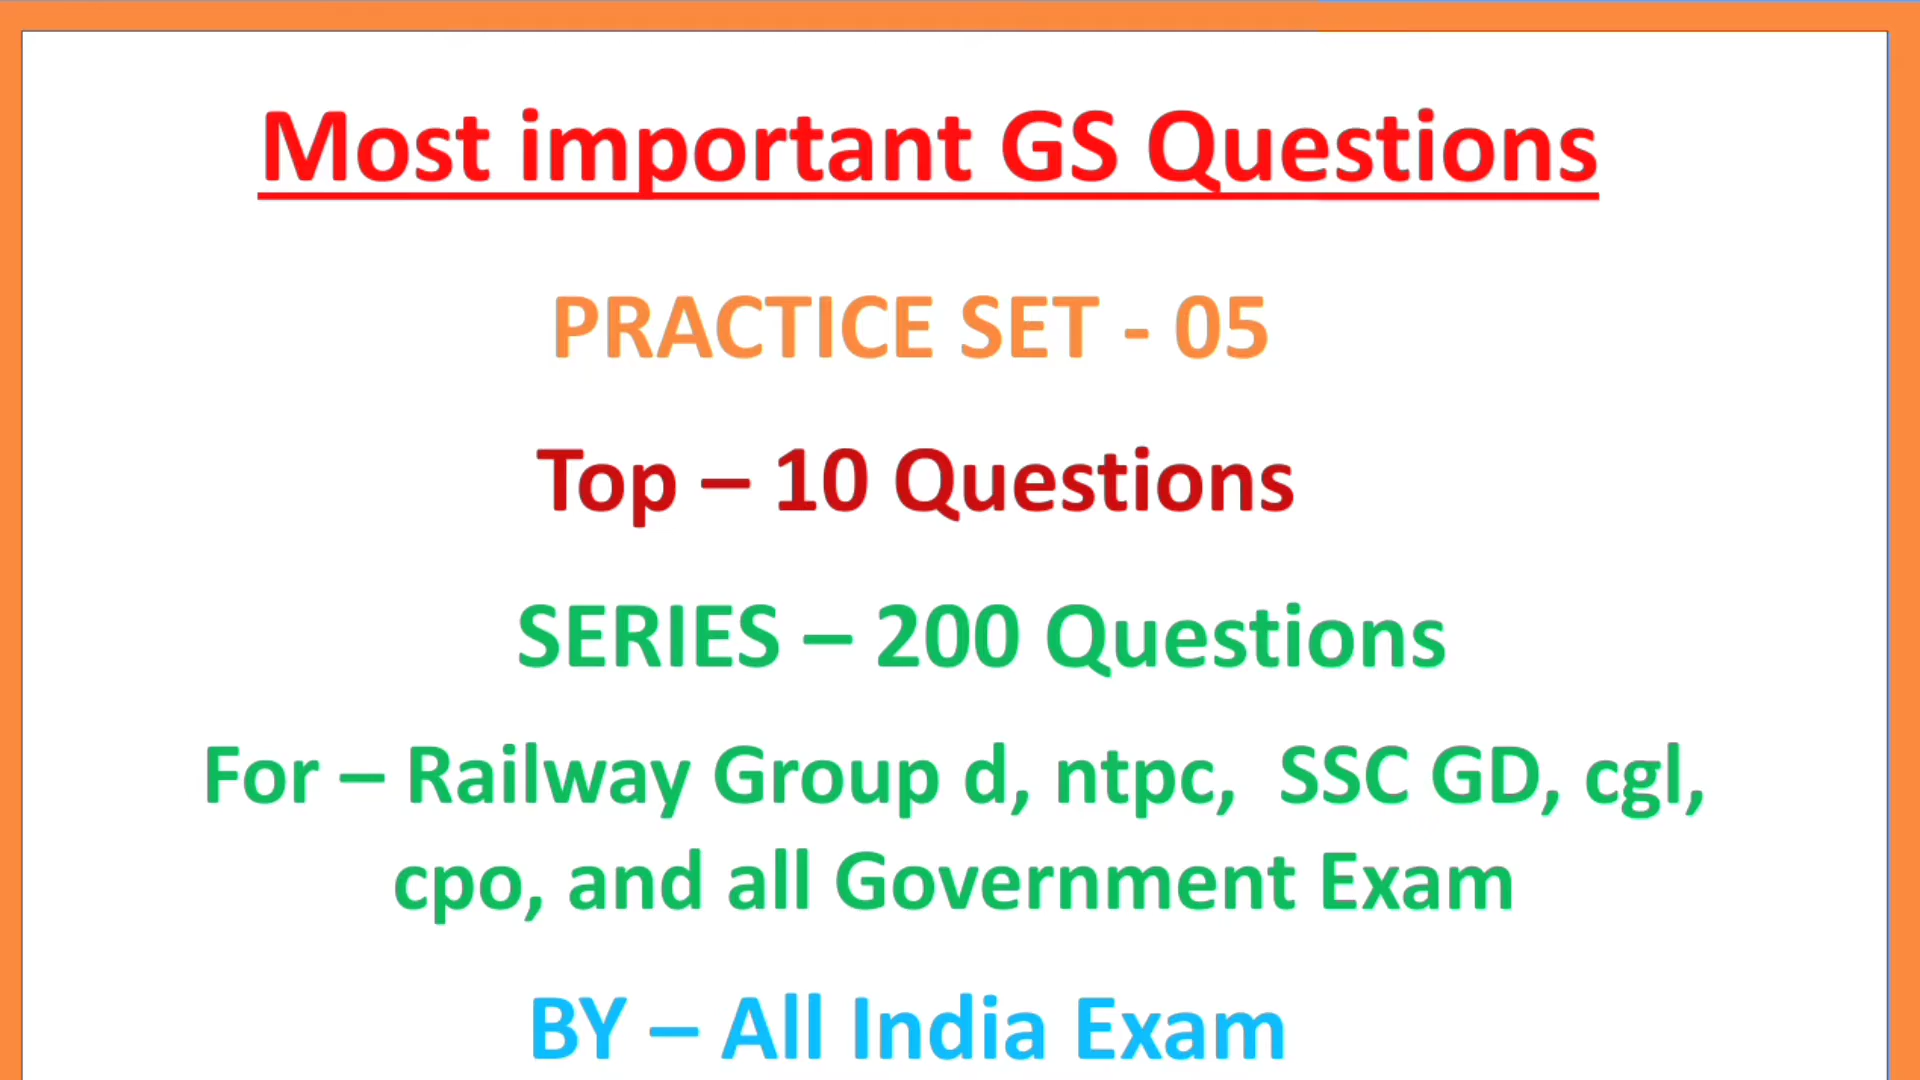 Most important GS Questions
PRACTICE SET - 05
Top – 10 Questions
SERIES – 200 Questions
For – Railway Group d, ntpc,  SSC GD, cgl,
cpo, and all Government Exam
BY – All India Exam